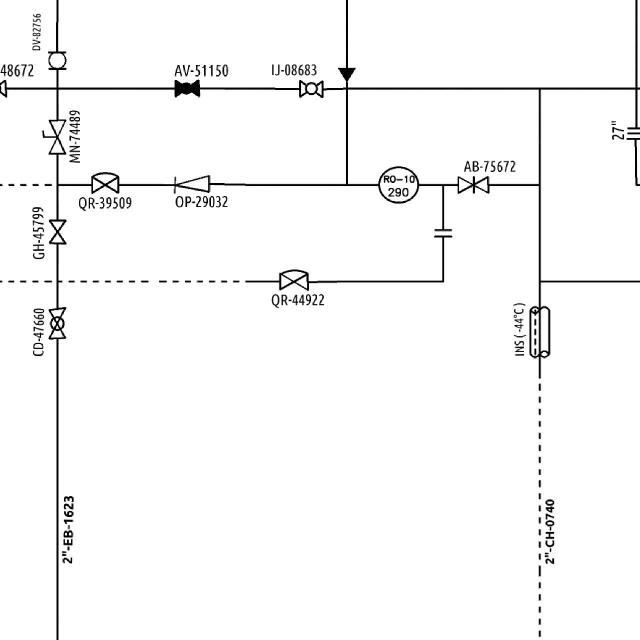 DV-82756
48672
AV-51150
IJ-08683
MN-74489
27"
AB-75672
RO-10
290
QR-39509
OP-29032
GH-45799
QR-44922
CD-47660
INS (-44°C)
2"-EB-1623
2"-CH-0740